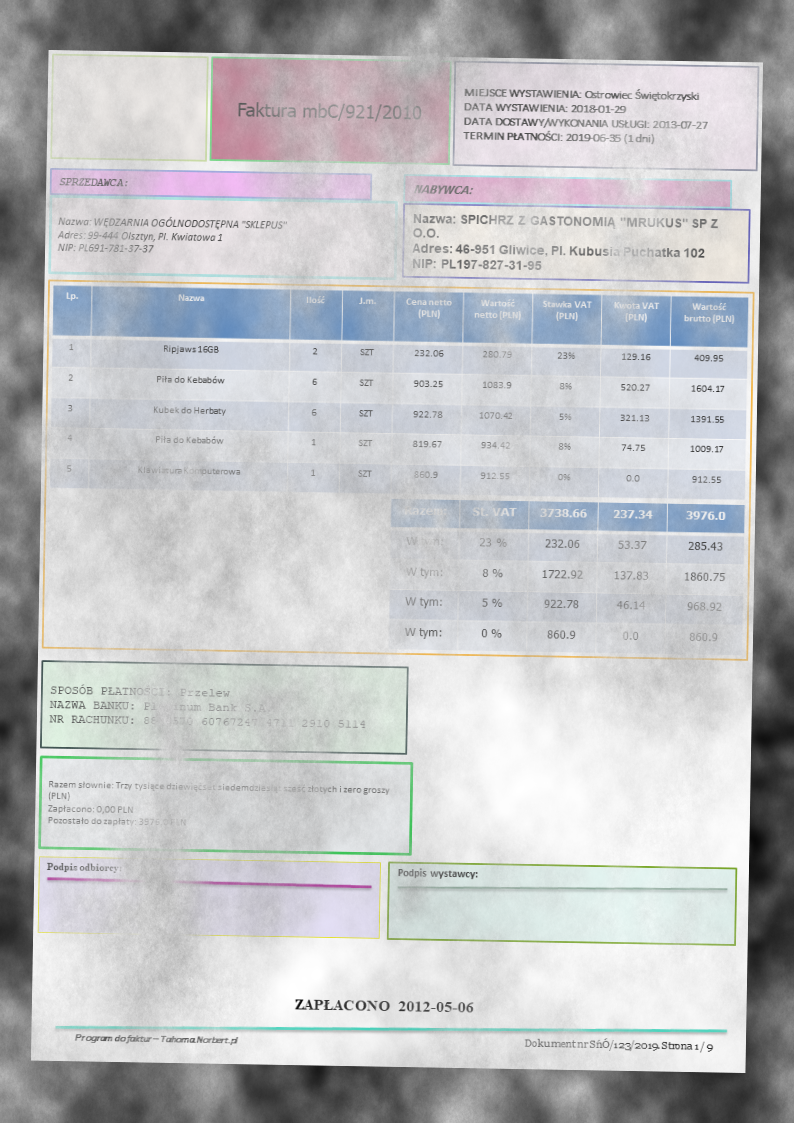 Faktura mbC/921/2010
MIEJSCE WYSTAWIENIA: Ostrowiec Świętokrzyski
DATA WYSTAWIENIA: 2018-01-29
DATA DOSTAWY/WYKONANIA USŁUGI: 2013-07-27
TERMIN PŁATNOŚCI: 2019-06-35 (1 dni)
SPRZEDAWCA:
Nazwa: WĘDZARNIA OGÓLNODOSTĘPNA "SKLEPUS"
Adres: 99-444 Olsztyn, Pl. Kwiatowa 1
NIP: PL691-781-37-37
NABYWCA:
Nazwa: SPICHRZ Z GASTONOMIĄ "MRUKUS" SP Z
O.O.
Adres: 46-951 Gliwice, Pl. Kubusia Puchatka 102
NIP: PL197-827-31-95
Lp. Nazwa Ilość J.m. Cena netto (PLN) Wartość netto (PLN) Stawka VAT (PLN) Kwota VAT (PLN) Wartość brutto (PLN)
1 Ripjaws 16GB 2 SZT 232.06 280.79 23% 129.16 409.95
2 Piła do Kebabów 6 SZT 903.25 1083.9 8% 520.27 1604.17
3 Kubek do Herbaty 6 SZT 922.78 1070.42 5% 321.13 1391.55
4 Piła do Kebabów 1 SZT 819.67 934.42 8% 74.75 1009.17
5 Klawiatura Komputerowa 1 SZT 860.9 912.55 0% 0.0 912.55
Razem: St. VAT 3738.66 237.34 3976.0
W tym: 23 % 232.06 53.37 285.43
W tym: 8 % 1722.92 137.83 1860.75
W tym: 5 % 922.78 46.14 968.92
W tym: 0 % 860.9 0.0 860.9
SPOSÓB PŁATNOŚCI: Przelew
NAZWA BANKU: Platinum Bank S.A.
NR RACHUNKU: 2910 5114
Razem słownie: Trzy tysiące dziewięćset siedemdziesiąt sześć złotych i zero groszy
(PLN)
Zapłacono: 0,00 PLN
Pozostało do zapłaty: 3976.0 PLN
Podpis odbiorcy:
Podpis wystawcy:
ZAPŁACONO 2012-05-06
Program do faktur – Tahoma.Norbert.pl
Dokument nr SńÓ/123/2019. Strona 1 / 9